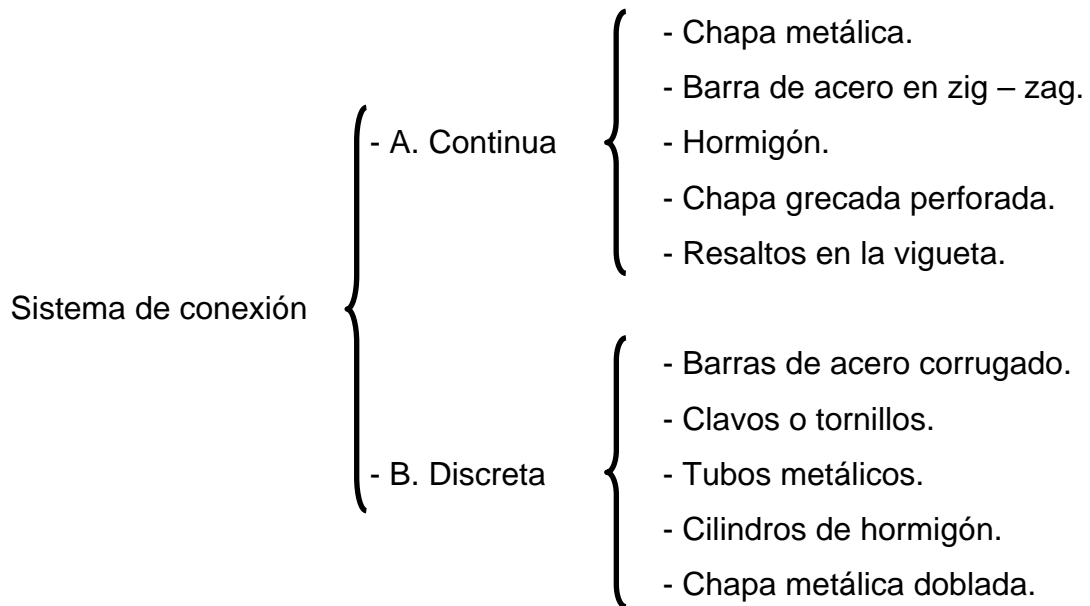 Sistema de conexión
- A. Continua
- Chapa metálica.
- Barra de acero en zig – zag.
- Hormigón.
- Chapa grecada perforada.
- Resaltos en la vigueta.
- B. Discreta
- Barras de acero corrugado.
- Clavos o tornillos.
- Tubos metálicos.
- Cilindros de hormigón.
- Chapa metálica doblada.